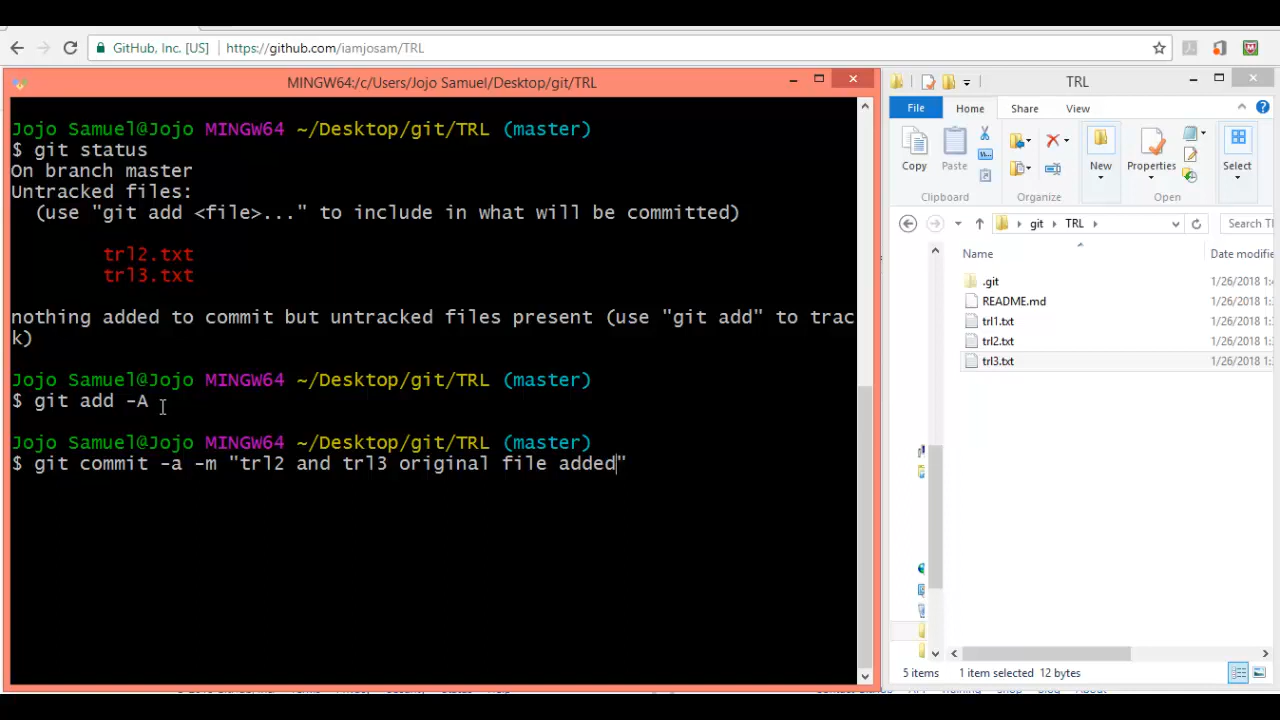 GitHub, Inc. [US]
https://github.com/iamjosam/TRL
MINGW64:/c/Users/Jojo Samuel/Desktop/git/TRL
Jojo Samuel@Jojo MINGW64 ~/Desktop/git/TRL (master)
$ git status
On branch master
Untracked files:
(use "git add <file>..." to include in what will be committed)
trl2.txt
trl3.txt
nothing added to commit but untracked files present (use "git add" to trac
k)
Jojo Samuel@Jojo MINGW64 ~/Desktop/git/TRL (master)
$ git add -A
Jojo Samuel@Jojo MINGW64 ~/Desktop/git/TRL (master)
$ git commit -a -m "trl2 and trl3 original file added"
TRL
File Home Share View
Copy Paste New Properties Select
Clipboard Organize Open
git TRL Search TI
Name Date modifie
.git 1/26/2018 1:
README.md 1/26/2018 1:
trl1.txt 1/26/2018 1:
trl2.txt 1/26/2018 1:
trl3.txt 1/26/2018 1:
5 items 1 item selected 12 bytes